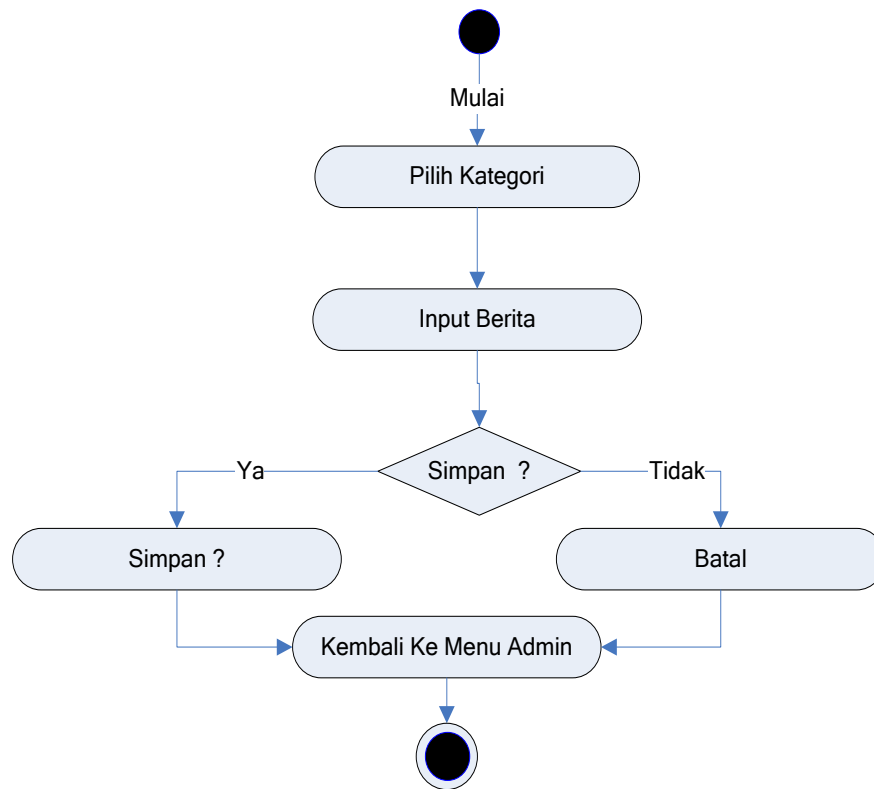 Mulai
Pilih Kategori
Input Berita
Simpan ?
Ya
Tidak
Simpan ?
Batal
Kembali Ke Menu Admin